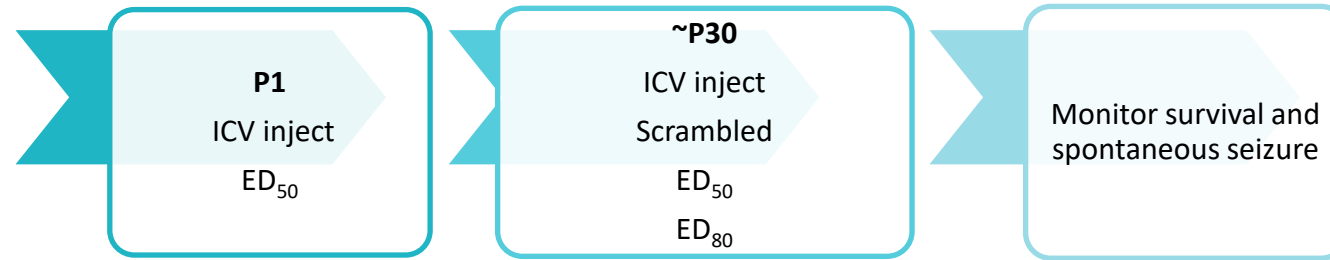 P1
ICV inject
ED₅₀
~P30
ICV inject
Scrambled
ED₅₀
ED₈₀
Monitor survival and
spontaneous seizure